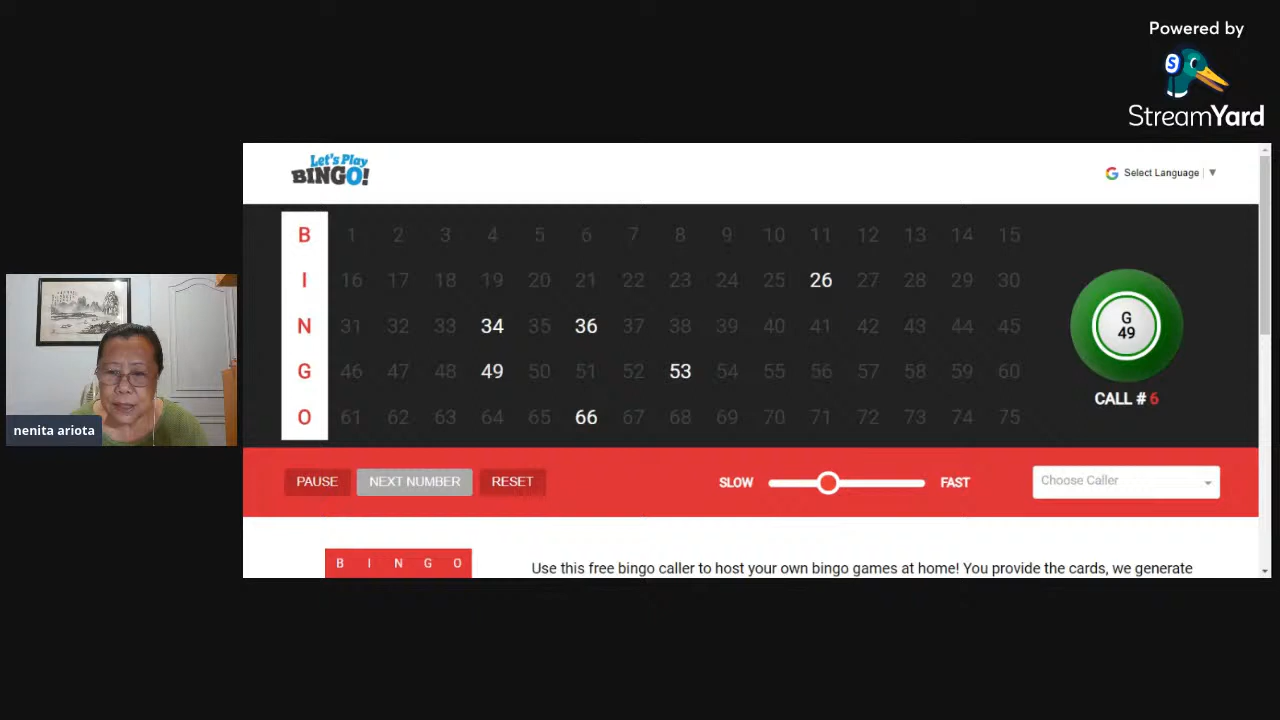 Powered by
StreamYard
Let's Play
BINGO!
Select Language
B 1 2 3 4 5 6 7 8 9 10 11 12 13 14 15
I 16 17 18 19 20 21 22 23 24 25 26 27 28 29 30
N 31 32 33 34 35 36 37 38 39 40 41 42 43 44 45
G 46 47 48 49 50 51 52 53 54 55 56 57 58 59 60
O 61 62 63 64 65 66 67 68 69 70 71 72 73 74 75
G
49
CALL # 6
nenita ariota
PAUSE NEXT NUMBER RESET SLOW FAST Choose Caller
B I N G O
Use this free bingo caller to host your own bingo games at home! You provide the cards, we generate